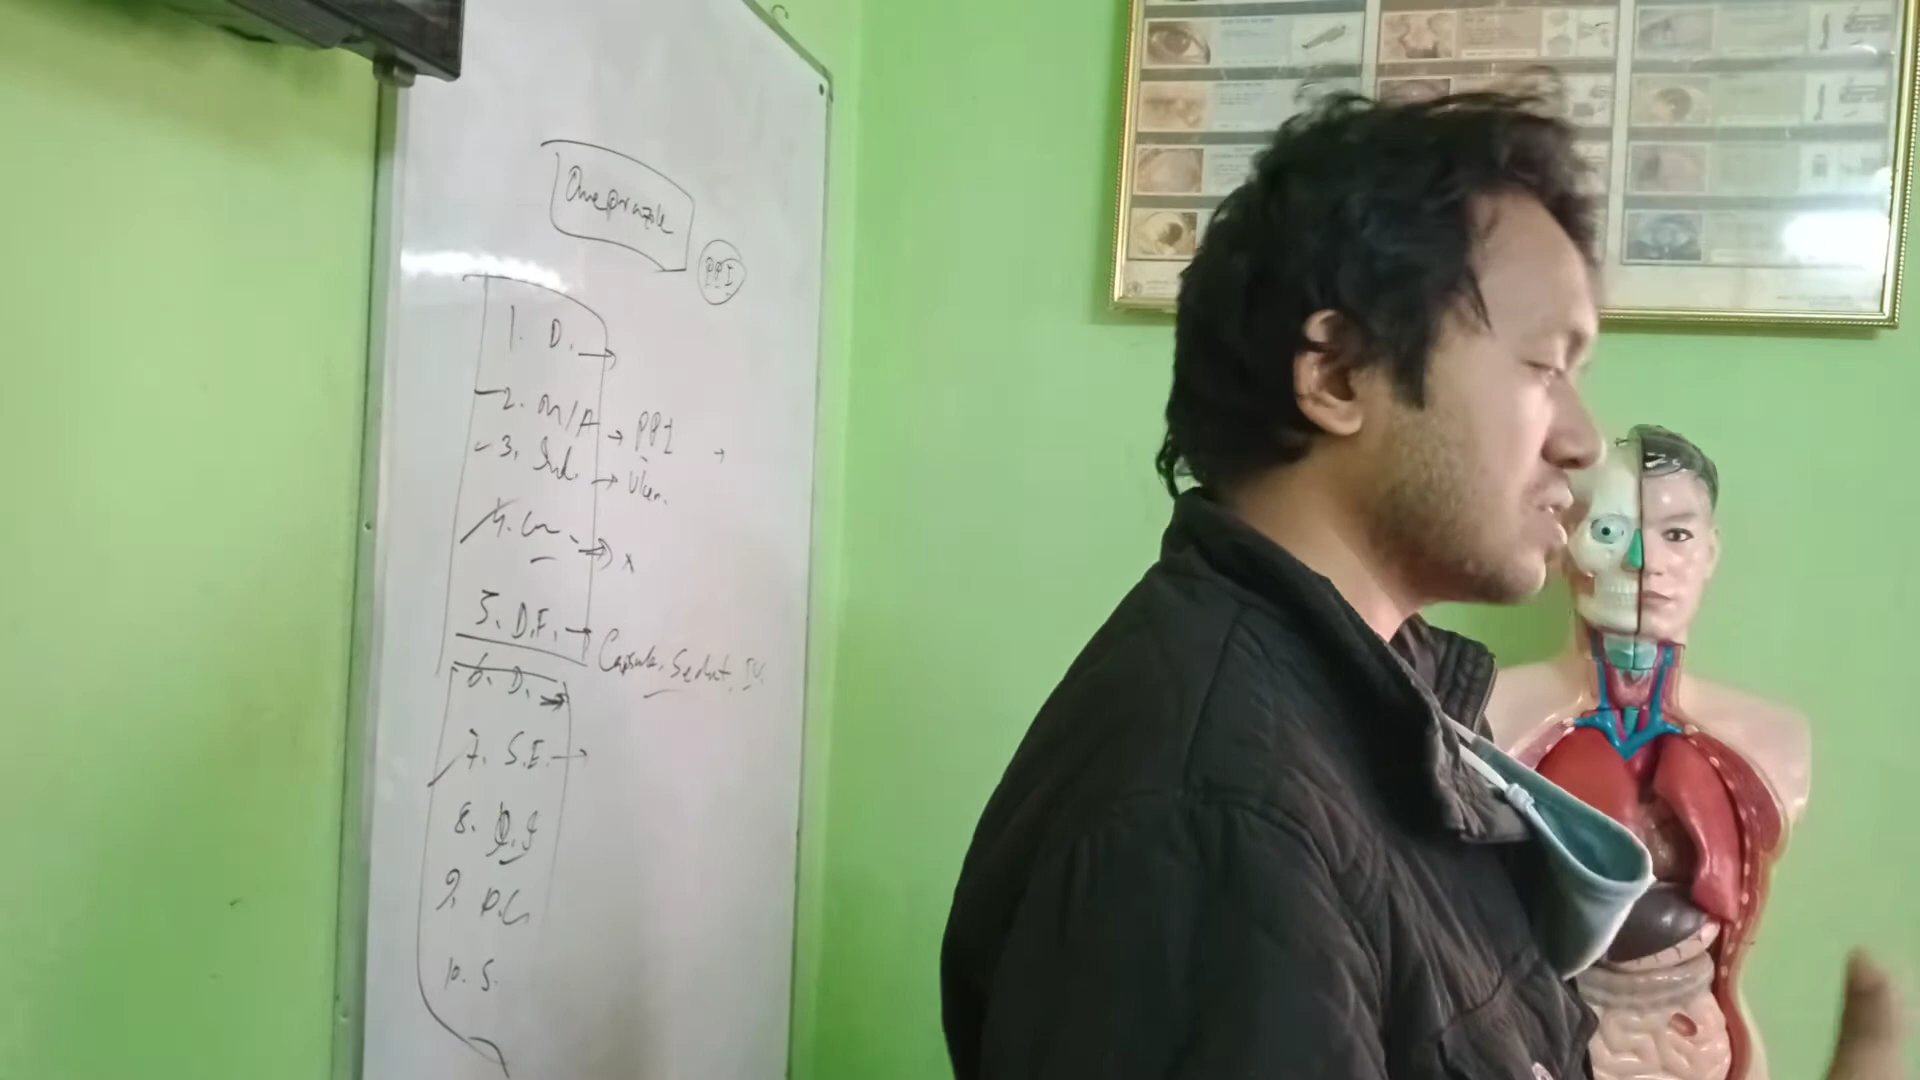 Omeprazole
PPI
1. D. →
2. M/A → PPI →
3. Ind. → Ulcer.
4. →→ x
5. D.F. → Capsule, Sachet, IV.
6. D. →
7. S.E. →
8. D.I
9. P.C.
10. S.